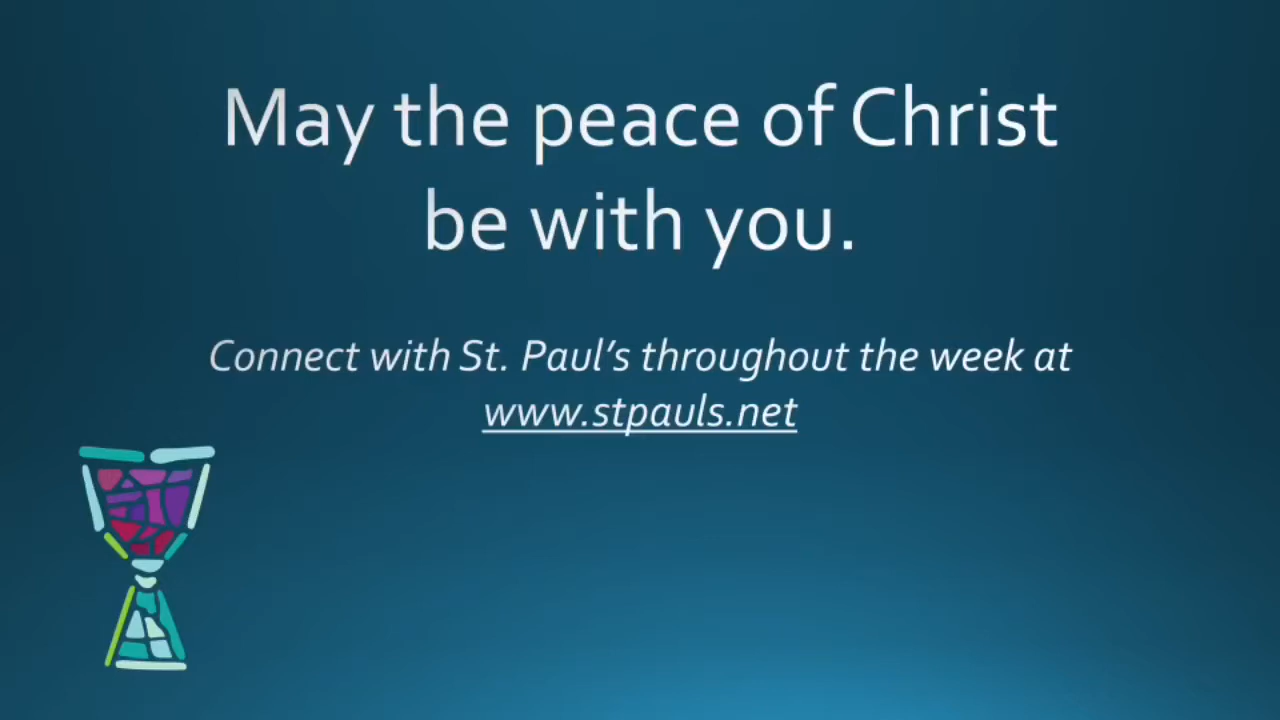 May the peace of Christ
be with you.
Connect with St. Paul’s throughout the week at
www.stpauls.net